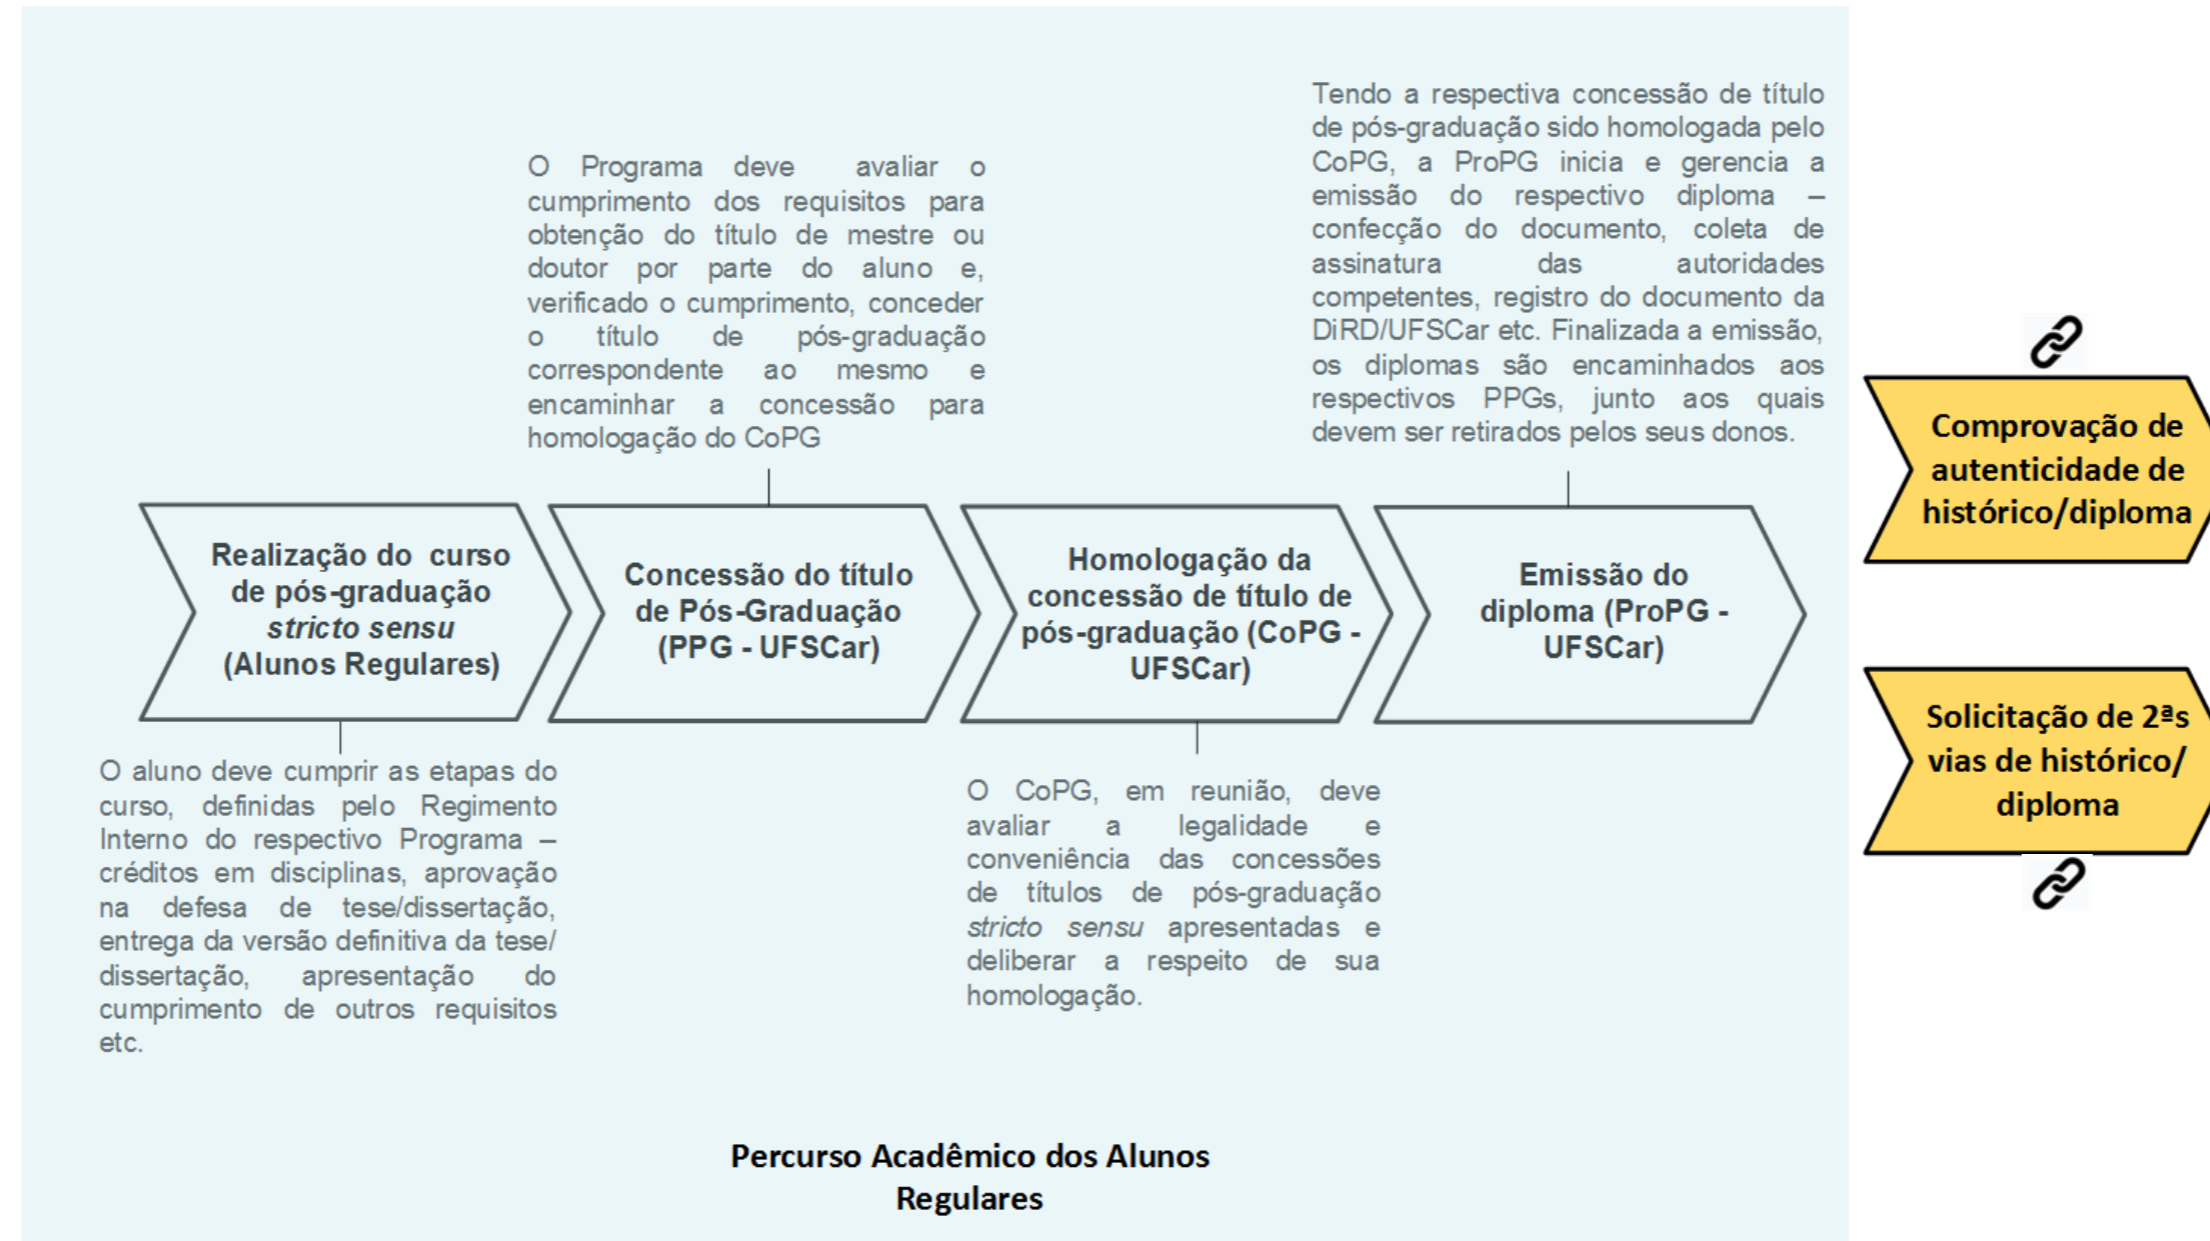 O aluno deve cumprir as etapas do
curso, definidas pelo Regimento
Interno do respectivo Programa –
créditos em disciplinas, aprovação
na defesa de tese/dissertação,
entrega da versão definitiva da tese/
dissertação, apresentação do
cumprimento de outros requisitos
etc.
Realização do curso
de pós-graduação
stricto sensu
(Alunos Regulares)
O Programa deve avaliar o
cumprimento dos requisitos para
obtenção do título de mestre ou
doutor por parte do aluno e,
verificado o cumprimento, conceder
o título de pós-graduação
correspondente ao mesmo e
encaminhar a concessão para
homologação do CoPG
Concessão do título
de Pós-Graduação
(PPG - UFSCar)
Homologação da
concessão de título de
pós-graduação (CoPG -
UFSCar)
O CoPG, em reunião, deve
avaliar a legalidade e
conveniência das concessões
de títulos de pós-graduação
stricto sensu apresentadas e
deliberar a respeito de sua
homologação.
Tendo a respectiva concessão de título
de pós-graduação sido homologada pelo
CoPG, a ProPG inicia e gerencia a
emissão do respectivo diploma –
confecção do documento, coleta de
assinatura das autoridades
competentes, registro do documento da
DiRD/UFSCar etc. Finalizada a emissão,
os diplomas são encaminhados aos
respectivos PPGs, junto aos quais
devem ser retirados pelos seus donos.
Emissão do
diploma (ProPG -
UFSCar)
Comprovação de
autenticidade de
histórico/diploma
Solicitação de 2ªs
vias de histórico/
diploma
Percurso Acadêmico dos Alunos
Regulares